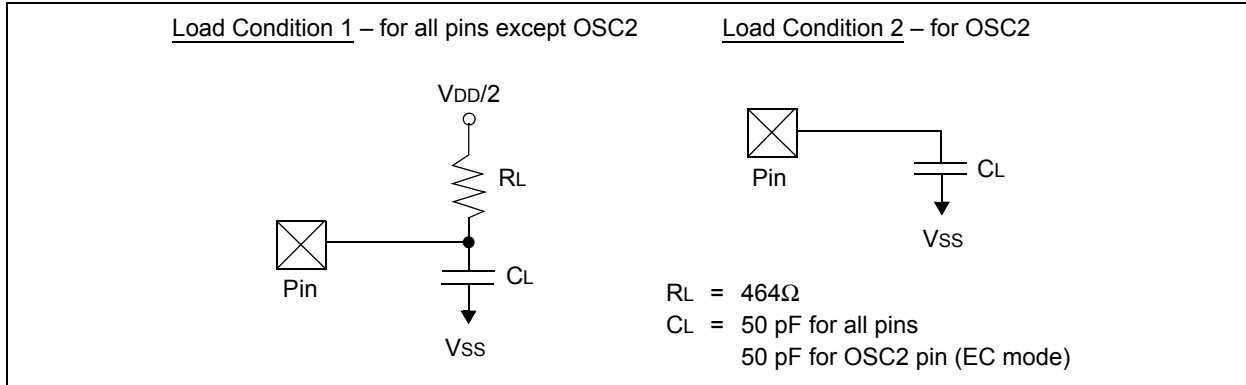 Load Condition 1 – for all pins except OSC2
Load Condition 2 – for OSC2
VDD/2
RL
Pin
CL
VSS
Pin
CL
VSS
RL = 464Ω
CL = 50 pF for all pins
50 pF for OSC2 pin (EC mode)